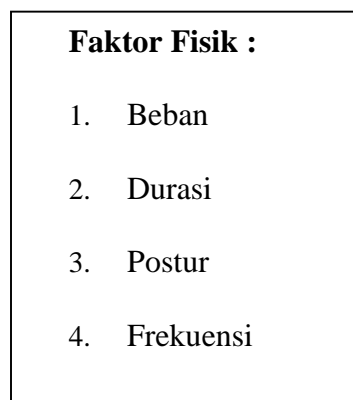 Faktor Fisik :
1. Beban
2. Durasi
3. Postur
4. Frekuensi